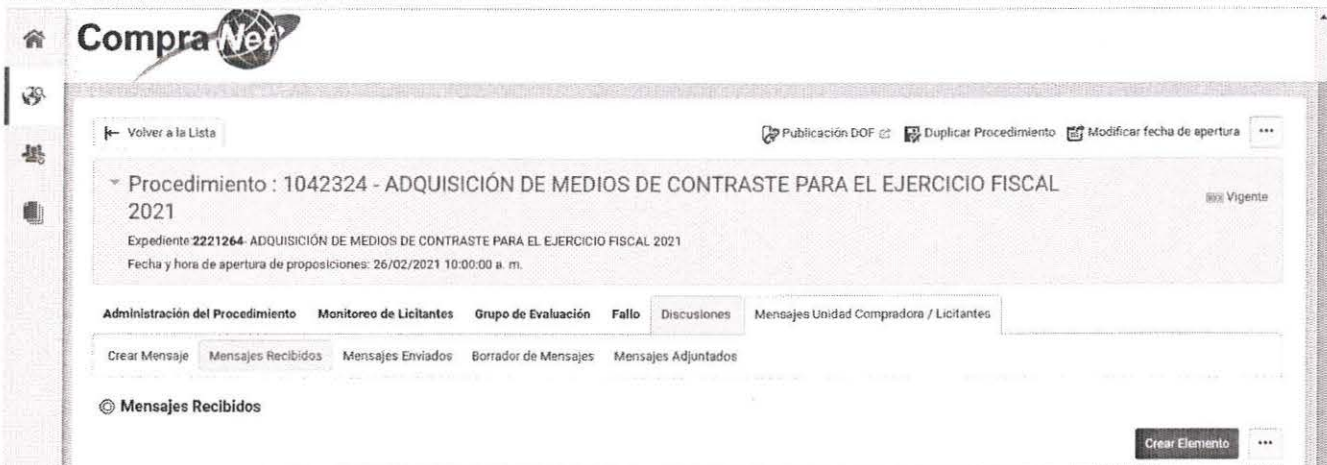 CompraNet
Volver a la Lista
Publicación DOF Duplicar Procedimiento Modificar fecha de apertura ...
Procedimiento : 1042324 - ADQUISICIÓN DE MEDIOS DE CONTRASTE PARA EL EJERCICIO FISCAL
2021
Vigente
Expediente:2221264- ADQUISICIÓN DE MEDIOS DE CONTRASTE PARA EL EJERCICIO FISCAL 2021
Fecha y hora de apertura de proposiciones: 26/02/2021 10:00:00 a. m.
Administración del Procedimiento Monitoreo de Licitantes Grupo de Evaluación Fallo Discusiones Mensajes Unidad Compradora / Licitantes
Crear Mensaje Mensajes Recibidos Mensajes Enviados Borrador de Mensajes Mensajes Adjuntados
Mensajes Recibidos
Crear Elemento ...